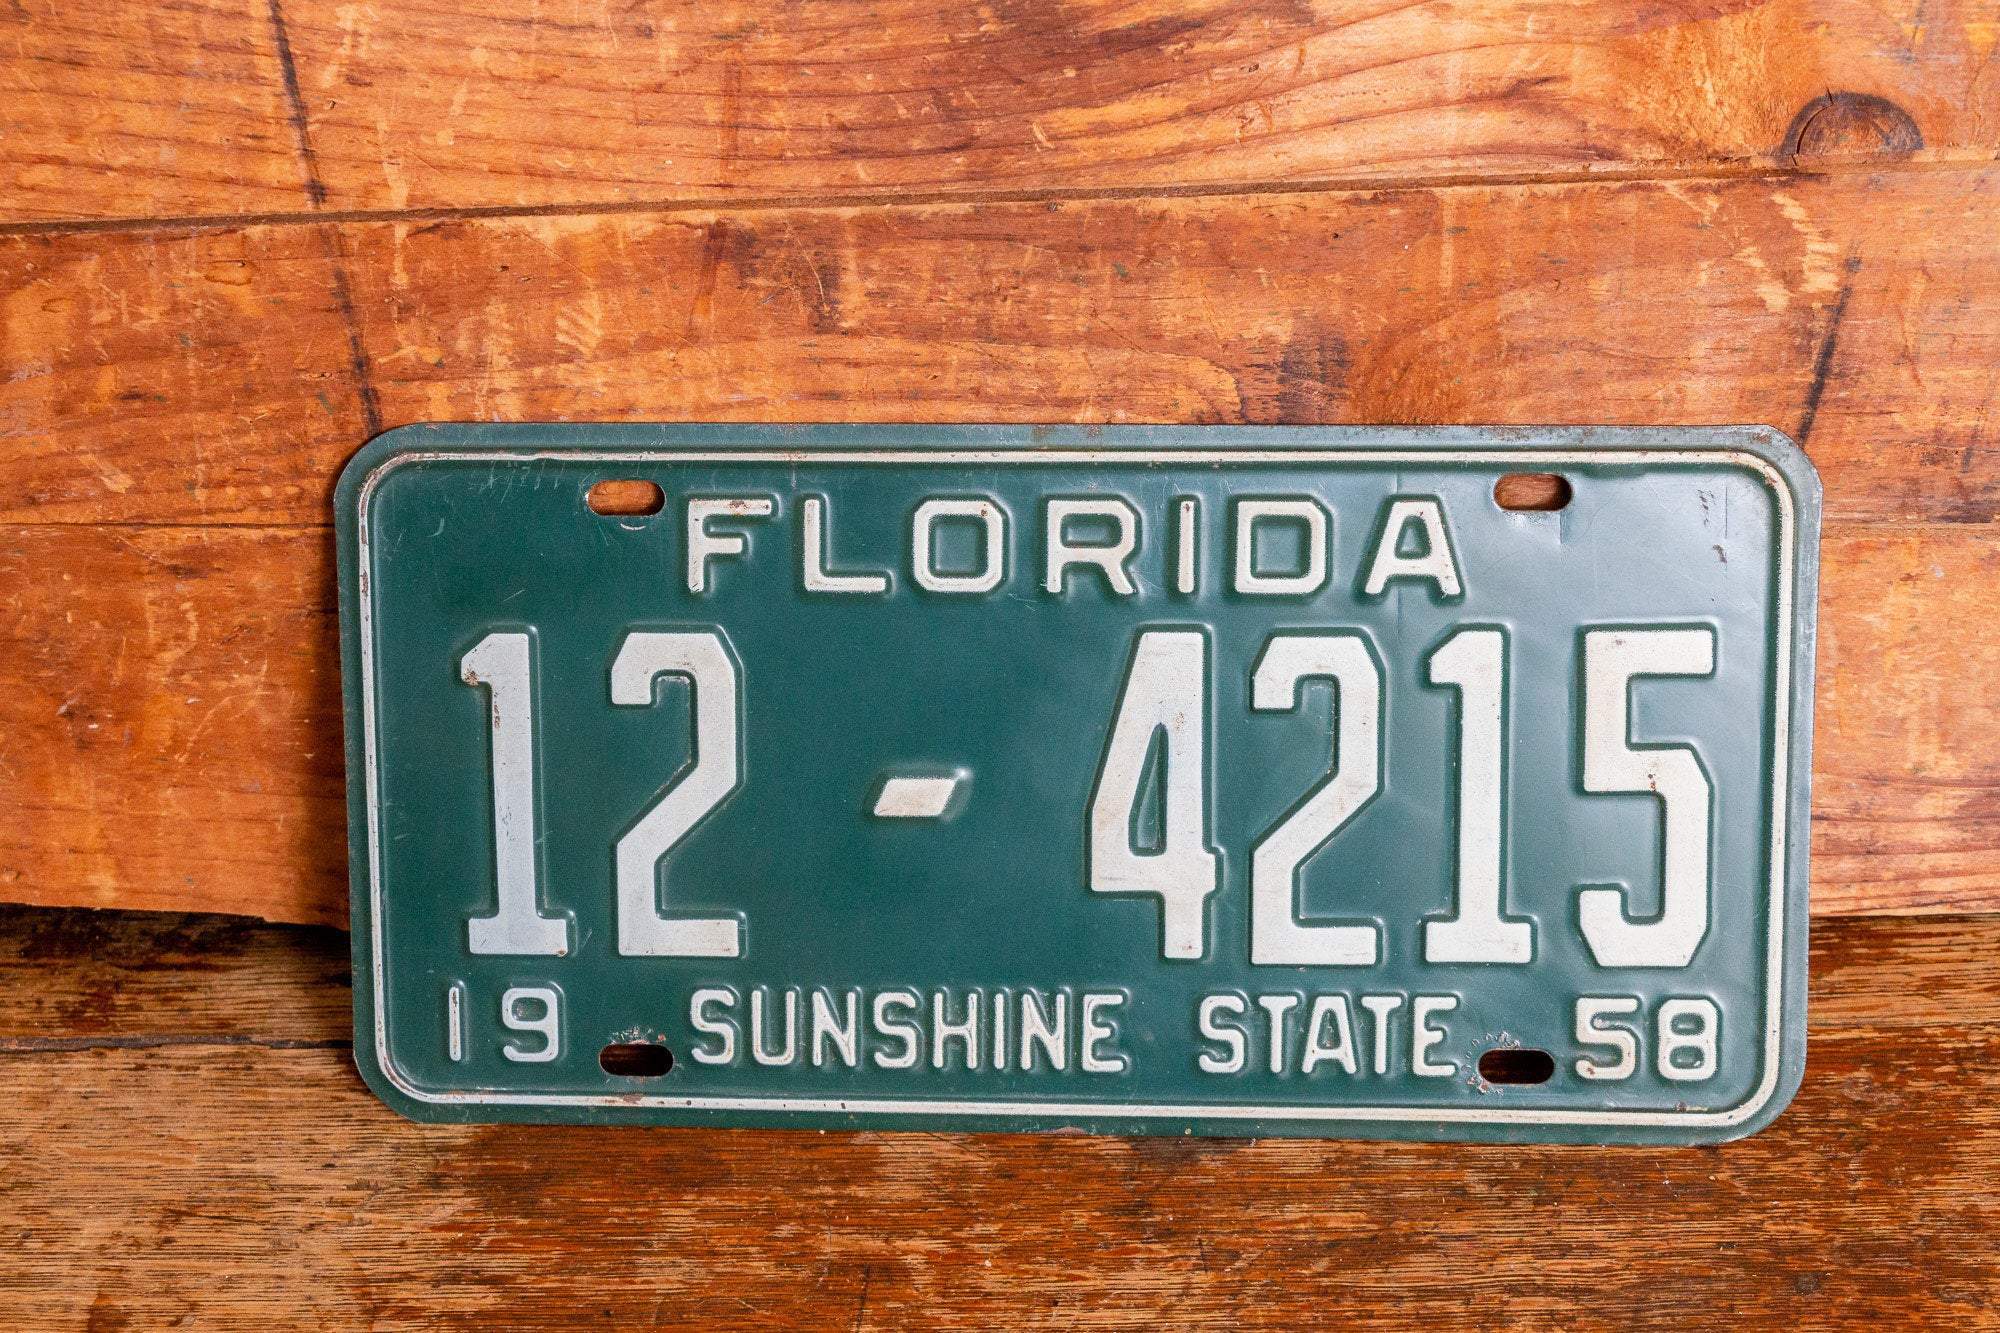 FLORIDA
12-4215
19 SUNSHINE STATE 58